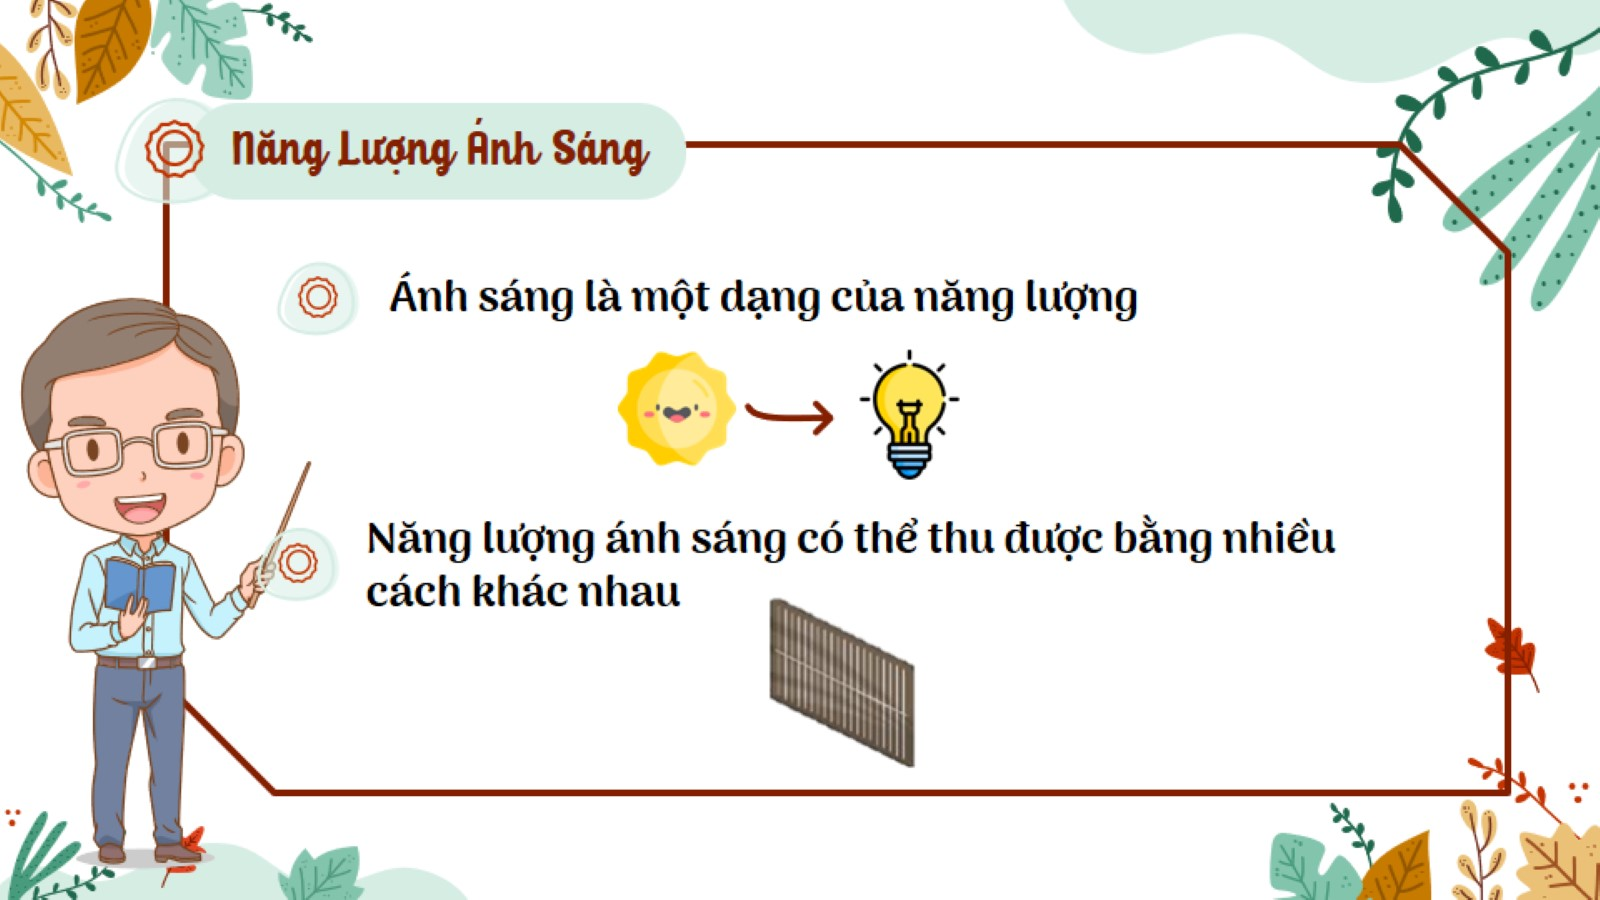 Năng Lượng Ánh Sáng
Ánh sáng là một dạng của năng lượng
Năng lượng ánh sáng có thể thu được bằng nhiều
cách khác nhau